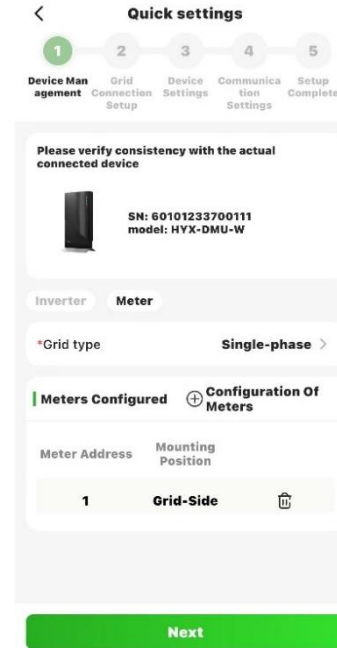 Quick settings
1 2 3 4 5
Device Man Grid Device Communica Setup
agement Connection Settings tion Complete
Setup Settings
Please verify consistency with the actual
connected device
SN: 60101233700111
model: HYX-DMU-W
Inverter Meter
*Grid type Single-phase
Meters Configured Configuration Of
Meters
Meter Address Mounting
Position
1 Grid-Side
Next